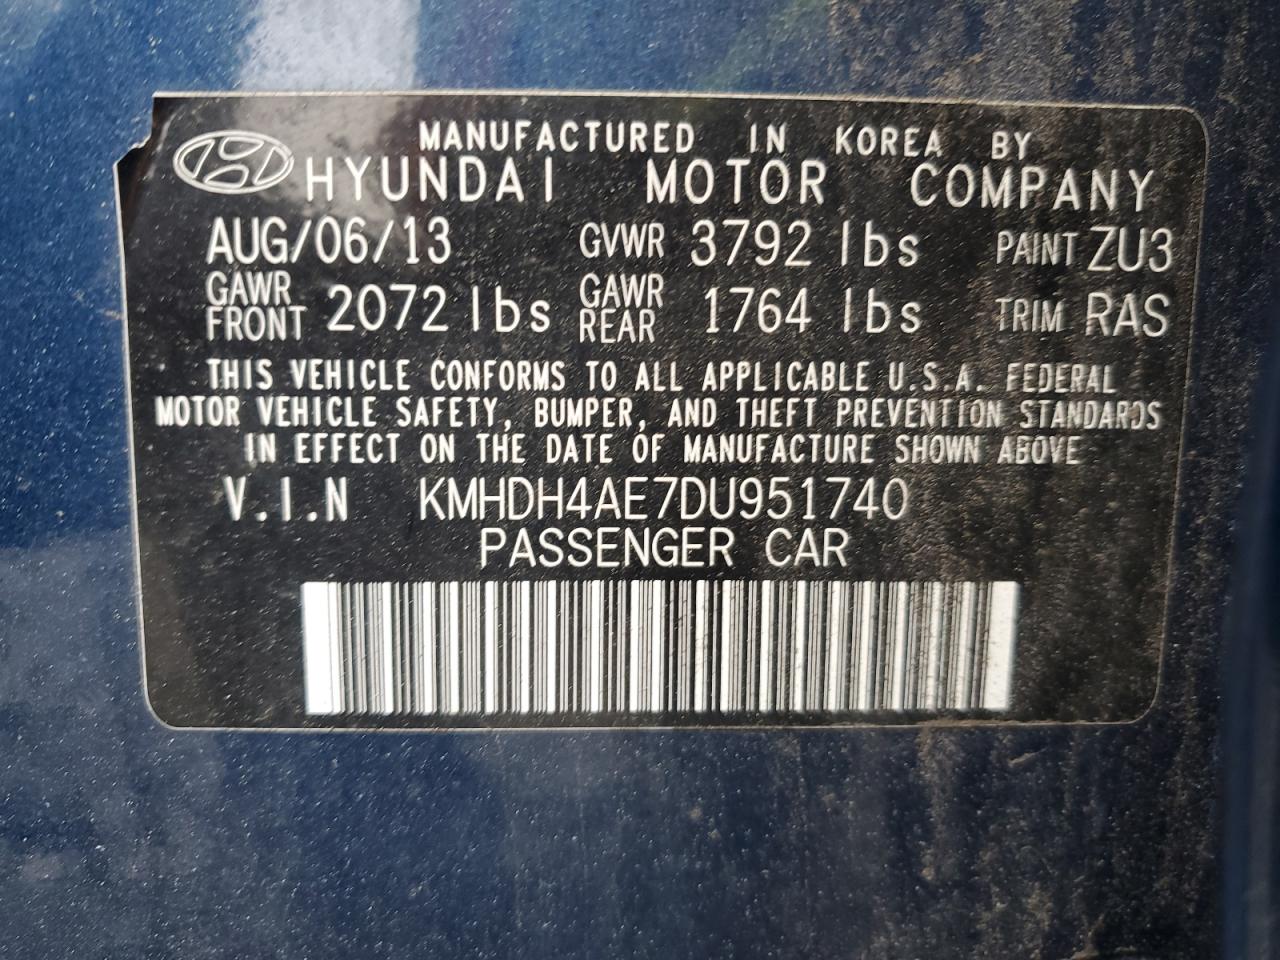 MANUFACTURED IN KOREA BY
HYUNDAI MOTOR COMPANY
AUG/06/13 GVWR 3792 lbs PAINT ZU3
GAWR FRONT 2072 lbs GAWR REAR 1764 lbs TRIM RAS
THIS VEHICLE CONFORMS TO ALL APPLICABLE U.S.A. FEDERAL
MOTOR VEHICLE SAFETY, BUMPER, AND THEFT PREVENTION STANDARDS
IN EFFECT ON THE DATE OF MANUFACTURE SHOWN ABOVE
V.I.N KMHDH4AE7DU951740
PASSENGER CAR